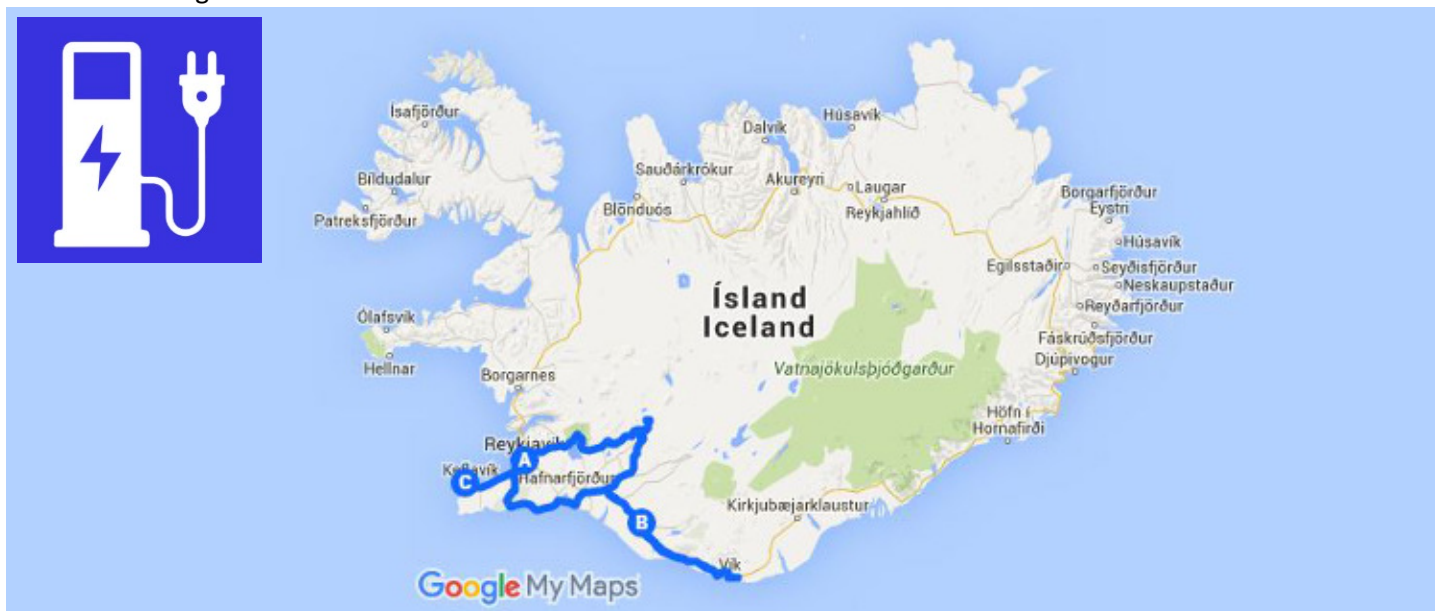 Ísafjörður
Dalvík
Húsavík
Sauðárkrókur
Bíldudalur
Akureyri
Laugar
Borgarfjörður
Eystri
Patreksfjörður
Blönduós
Reykjahlíð
Húsavík
Egilsstaðir
Seyðisfjörður
Neskaupstaður
Ísland
Iceland
Reyðarfjörður
Ólafsvík
Fáskrúðsfjörður
Hellnar
Vatnajökulsþjóðgarður
Djúpivogur
Borgarnes
Höfn í
Hornafirði
Reykjavík
A
Keflavík
C
Hafnarfjörður
B
Kirkjubæjarklaustur
Vík
Google My Maps